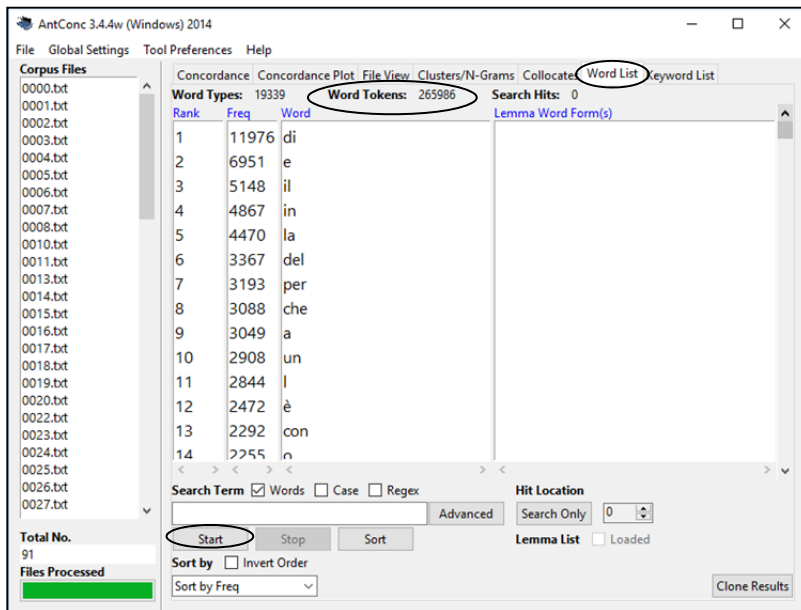 AntConc 3.4.4w (Windows) 2014
File Global Settings Tool Preferences Help
Corpus Files
0000.txt
0001.txt
0002.txt
0003.txt
0004.txt
0005.txt
0006.txt
0007.txt
0008.txt
0010.txt
0011.txt
0013.txt
0014.txt
0015.txt
0016.txt
0017.txt
0018.txt
0019.txt
0020.txt
0022.txt
0023.txt
0024.txt
0025.txt
0026.txt
0027.txt
Total No.
91
Files Processed
Concordance Concordance Plot File View Clusters/N-Grams Collocates Word List Keyword List
Word Types: 19339 Word Tokens: 265986 Search Hits: 0
Rank Freq Word Lemma Word Form(s)
1 11976 di
2 6951 e
3 5148 il
4 4867 in
5 4470 la
6 3367 del
7 3193 per
8 3088 che
9 3049 a
10 2908 un
11 2844 l
12 2472 è
13 2292 con
14 2255 o
Search Term Words Case Regex Hit Location
Advanced Search Only 0
Start Stop Sort Lemma List Loaded
Sort by Invert Order
Sort by Freq Clone Results